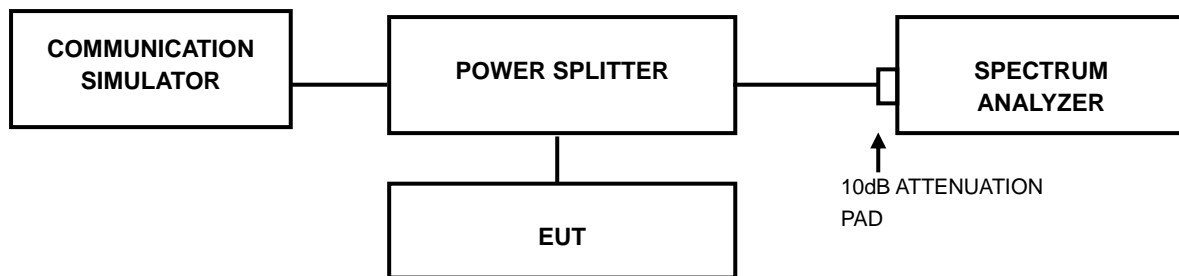 COMMUNICATION
SIMULATOR
POWER SPLITTER
SPECTRUM
ANALYZER
10dB ATTENUATION
PAD
EUT